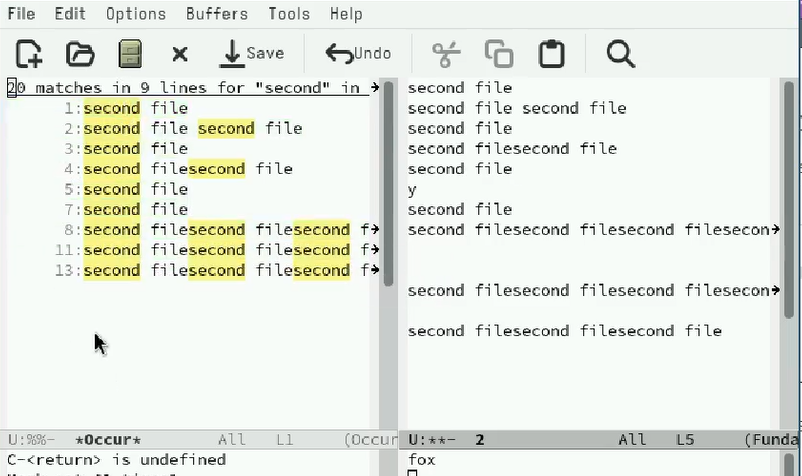 File Edit Options Buffers Tools Help
Save Undo
20 matches in 9 lines for "second" in
1:second file
2:second file second file
3:second file
4:second filesecond file
5:second file
7:second file
8:second filesecond filesecond f
11:second filesecond filesecond f
13:second filesecond filesecond f
U:%%- *Occur* All L1 (Occur
C-<return> is undefined
second file
second file second file
second file
second filesecond file
second file
y
second file
second filesecond filesecond filesecon
second filesecond filesecond filesecon
second filesecond filesecond file
U:**- 2 All L5 (Funda
fox